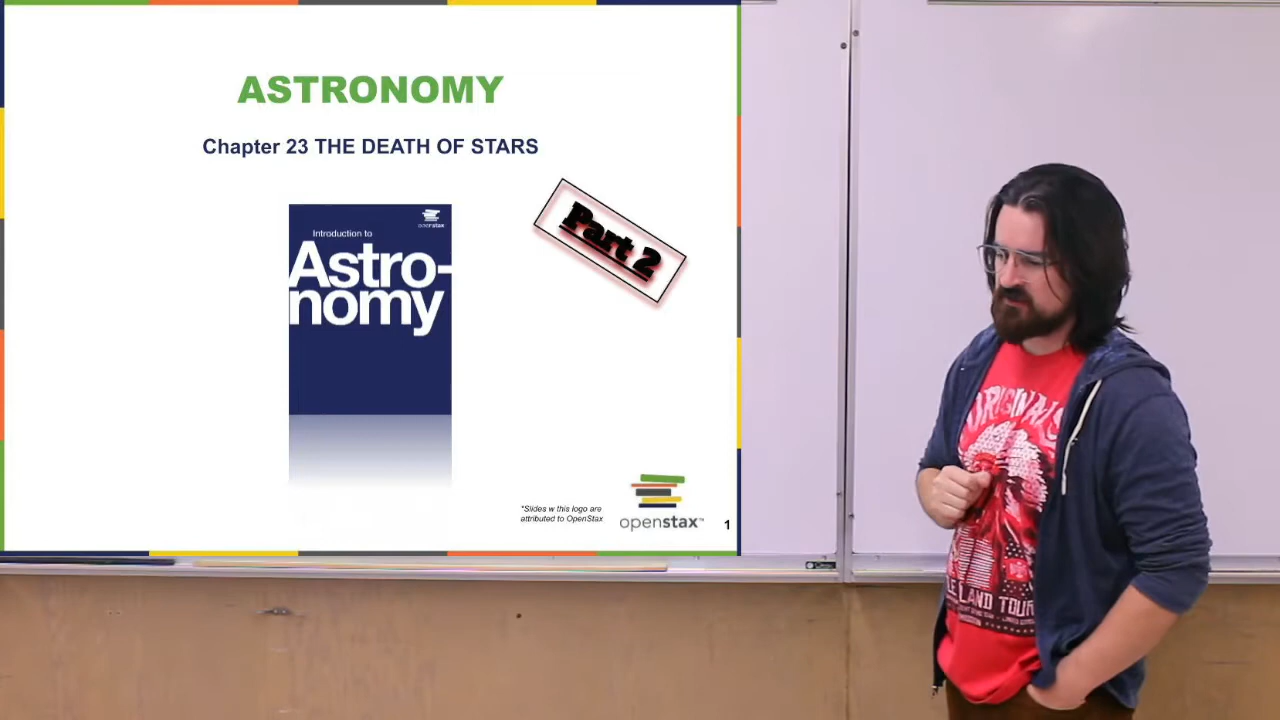 ASTRONOMY
Chapter 23 THE DEATH OF STARS
Part 2
openstax
Introduction to
Astro-
nomy
*Slides w this logo are
attributed to OpenStax
openstax™
1
ORIGINALS
LAND TOUR